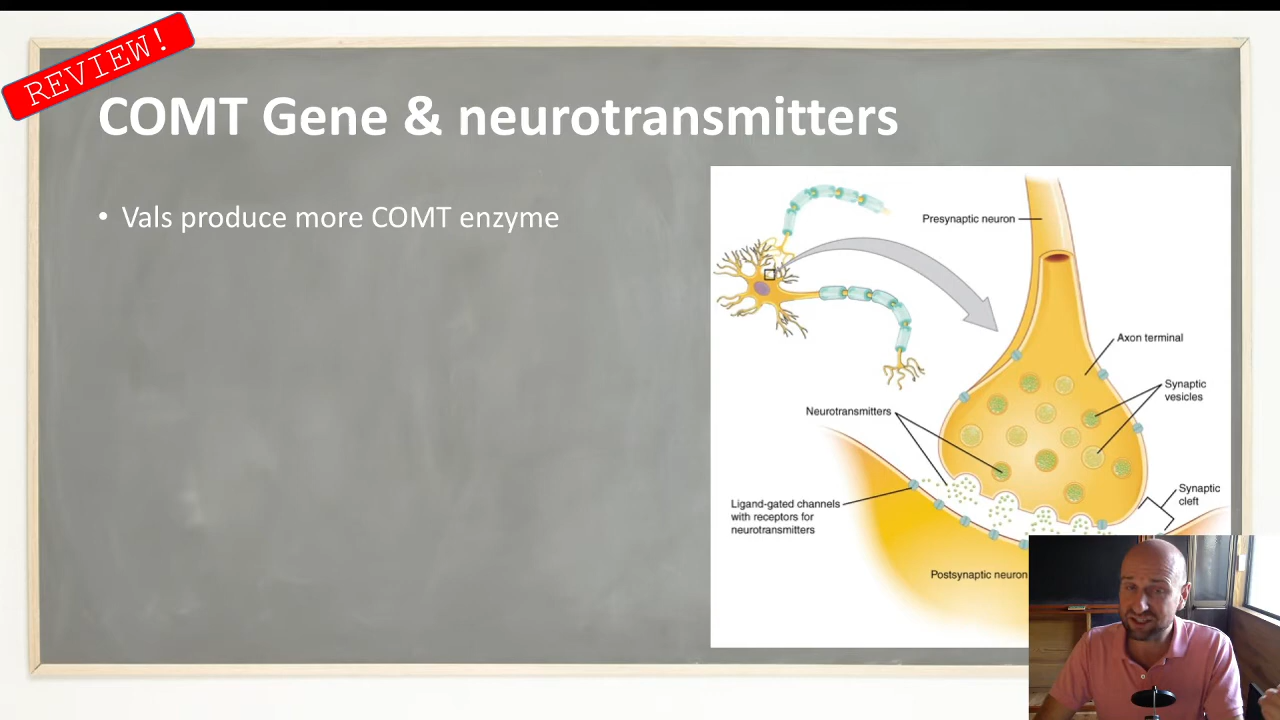 REVIEW!
COMT Gene & neurotransmitters
• Vals produce more COMT enzyme
Presynaptic neuron
Axon terminal
Synaptic
vesicles
Neurotransmitters
Synaptic
cleft
Ligand-gated channels
with receptors for
neurotransmitters
Postsynaptic neuron